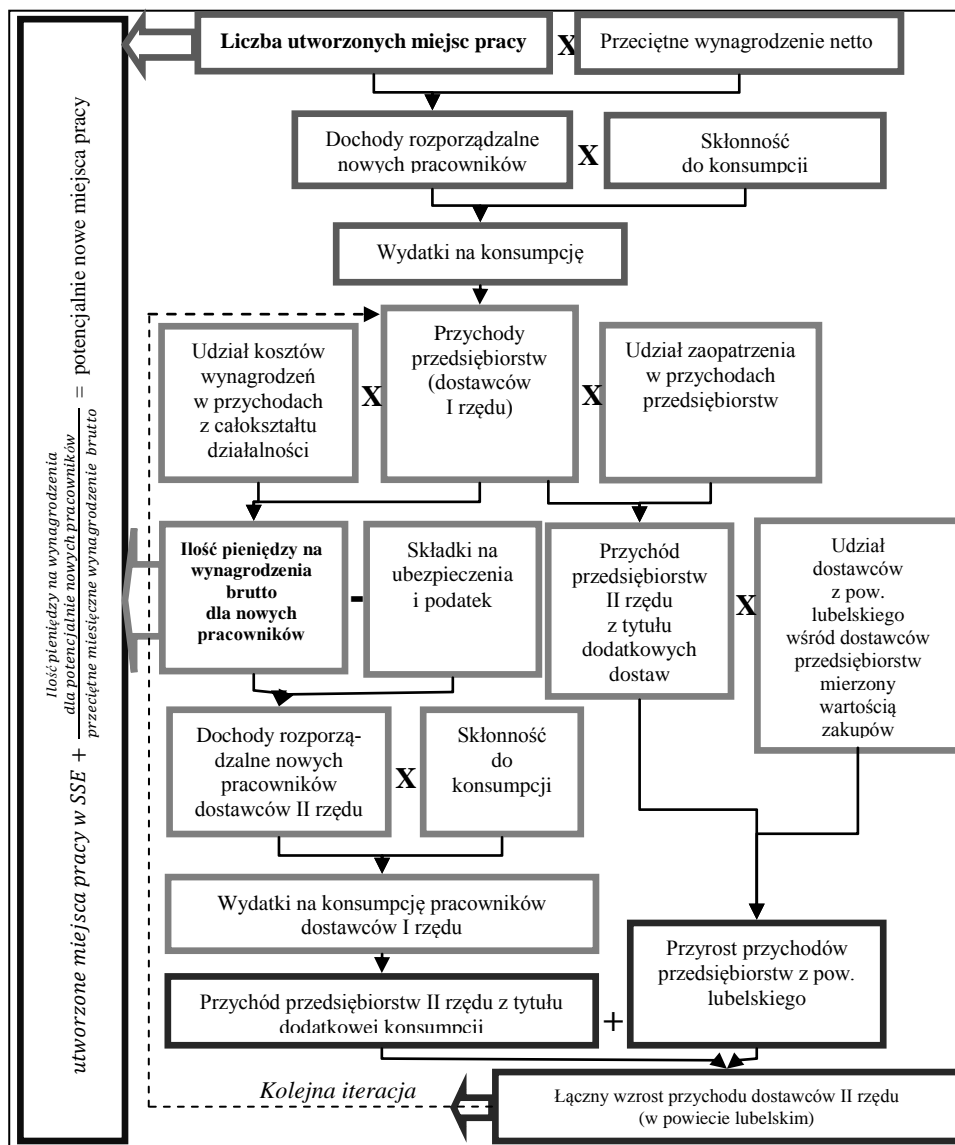 Liczba utworzonych miejsc pracy
X
Przeciętne wynagrodzenie netto
Dochody rozporządzalne
nowych pracowników
X
Skłonność
do konsumpcji
Wydatki na konsumpcję
Udział kosztów
wynagrodzeń
w przychodach
z całokształtu
działalności
X
Przychody
przedsiębiorstw
(dostawców
I rzędu)
X
Udział zaopatrzenia
w przychodach
przedsiębiorstw
Ilość pieniędzy na
wynagrodzenia
brutto
dla nowych
pracowników
-
Składki na
ubezpieczenia
i podatek
Przychód
przedsiębiorstw
II rzędu
z tytułu
dodatkowych
dostaw
X
Udział
dostawców
z pow.
lubelskiego
wśród dostawców
przedsiębiorstw
mierzony
wartością
zakupów
Dochody rozporzą-
dzalne nowych
pracowników
dostawców II rzędu
X
Skłonność
do
konsumpcji
Wydatki na konsumpcję pracowników
dostawców I rzędu
Przychód przedsiębiorstw II rzędu z tytułu
dodatkowej konsumpcji
+
Przyrost przychodów
przedsiębiorstw z pow.
lubelskiego
Kolejna iteracja
Łączny wzrost przychodu dostawców II rzędu
(w powiecie lubelskim)
utworzone miejsca pracy w SSE +
Ilość pieniędzy na wynagrodzenia
dla potencjalnie nowych pracowników
przeciętne miesięczne wynagrodzenie brutto
= potencjalnie nowe miejsca pracy